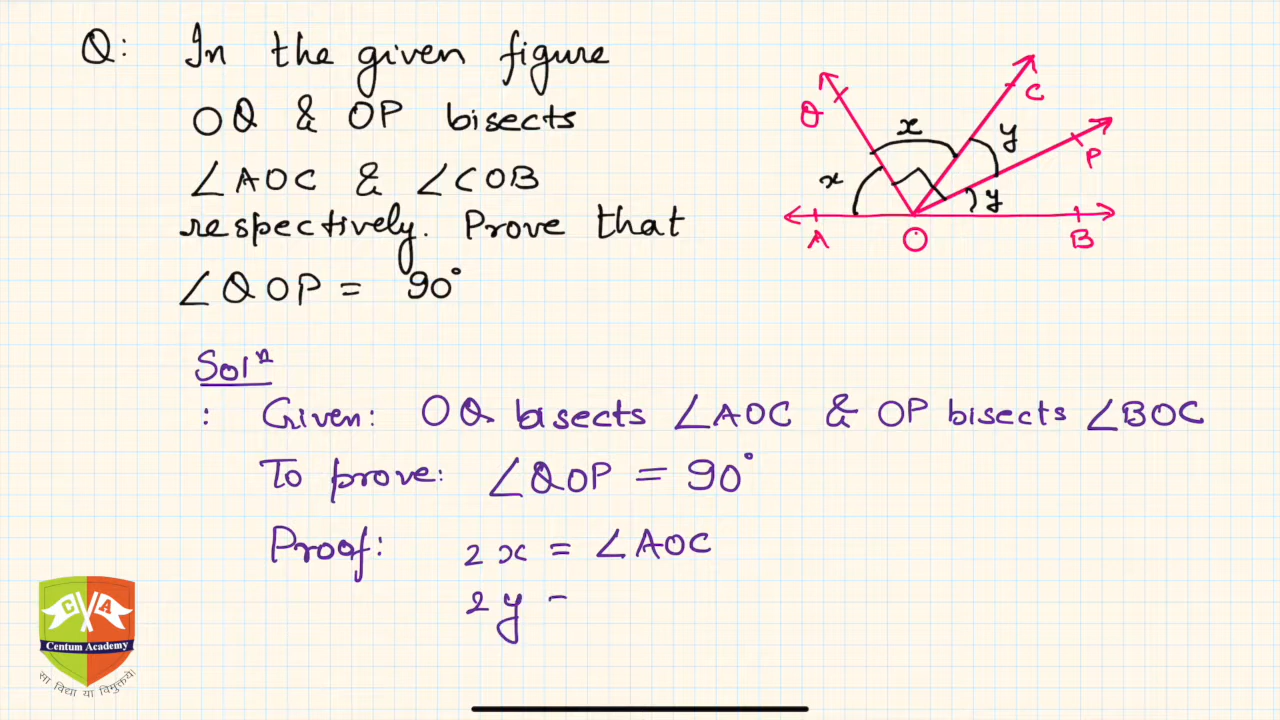 Q: In the given figure
OQ & OP bisects
∠AOC & ∠COB
respectively. Prove that
∠QOP = 90°
Q
x
x
C
y
P
y
A
O
B
Solⁿ
: Given: OQ bisects ∠AOC & OP bisects ∠BOC
To prove: ∠QOP = 90°
Proof: 2x = ∠AOC
2y -
C A
Centum Academy
सा विद्या या विमुक्तये।